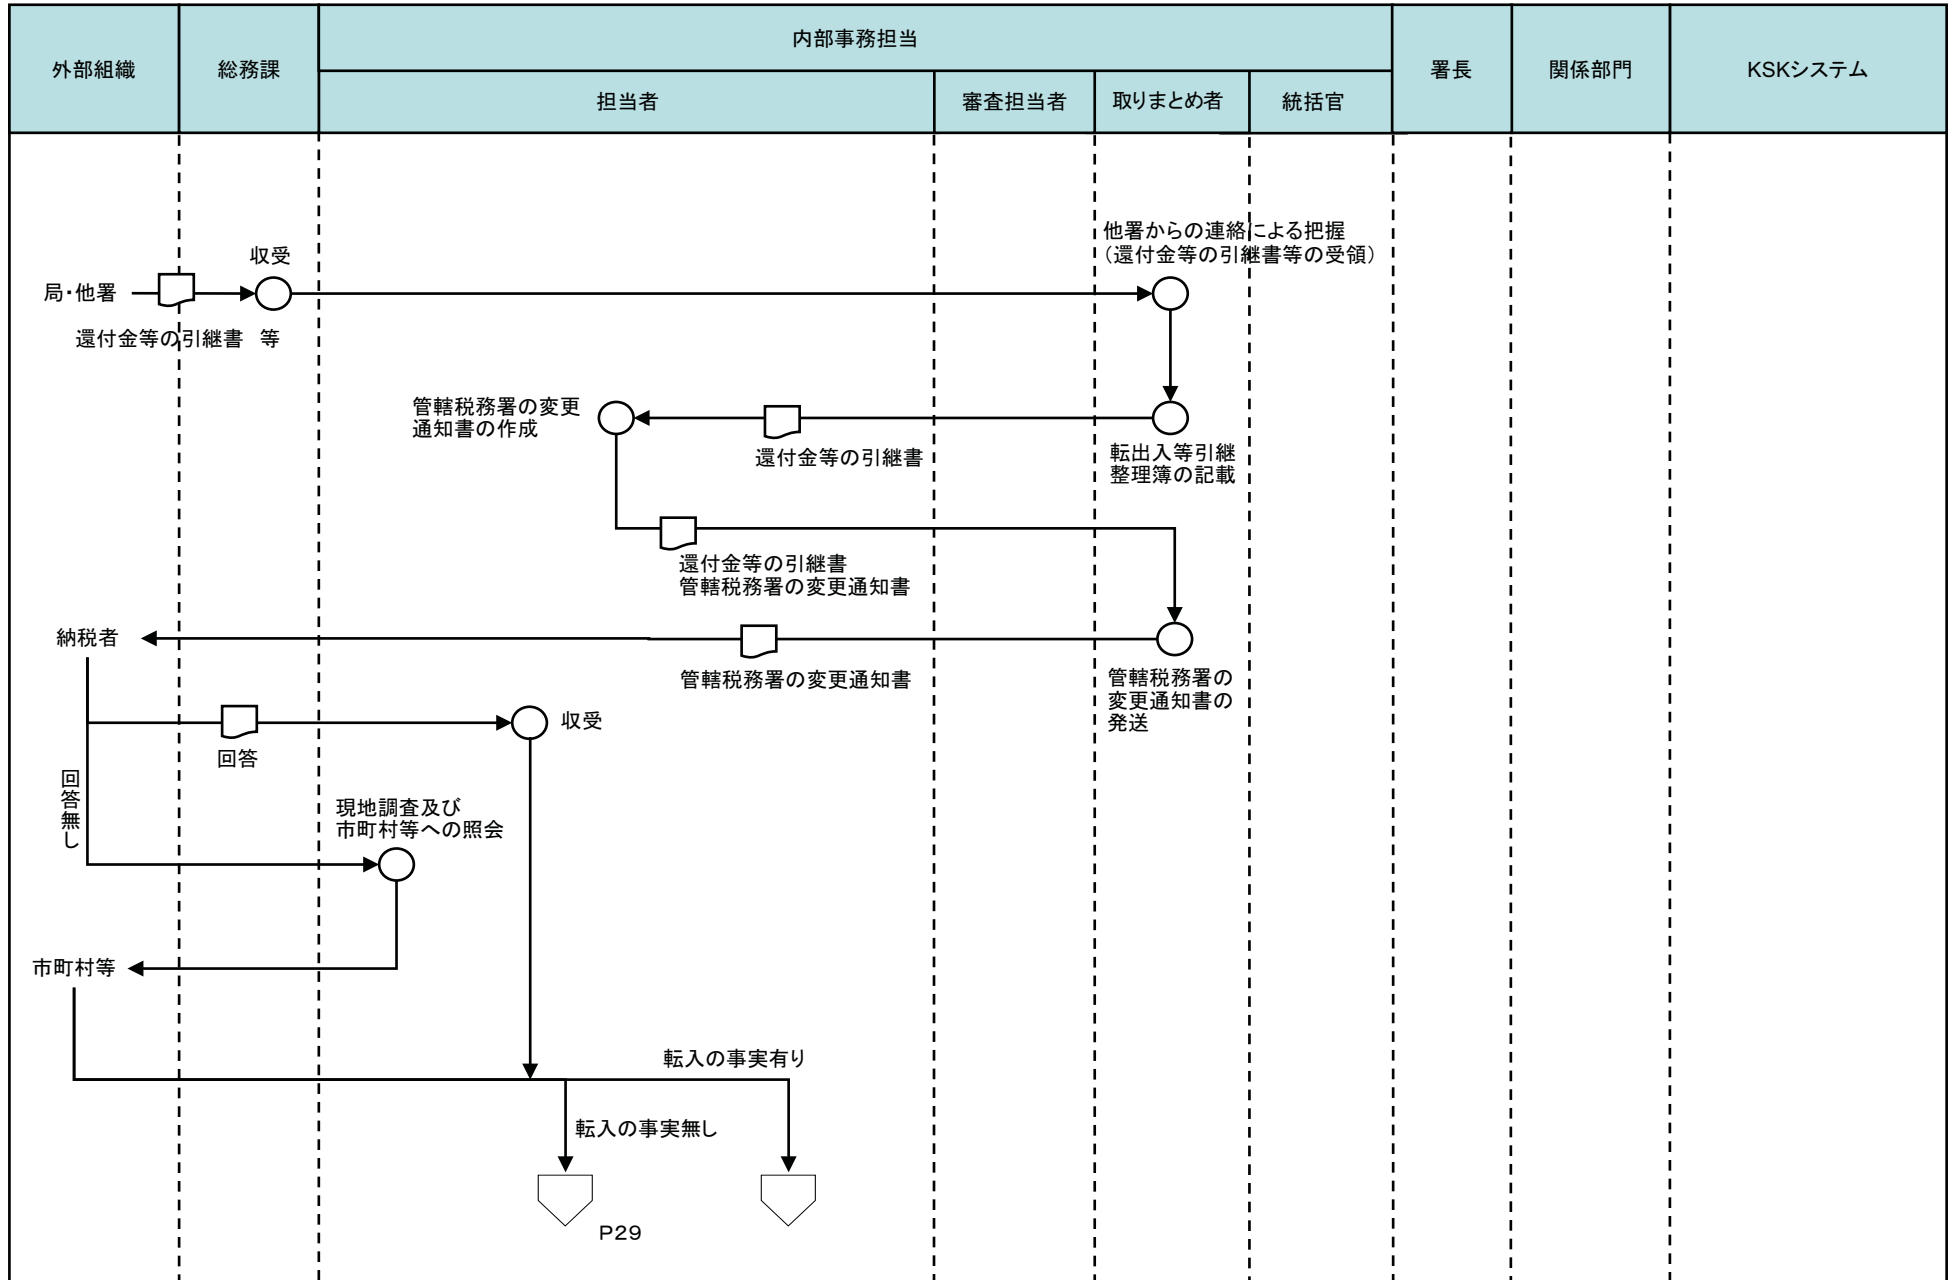 外部組織
総務課
内部事務担当
担当者
審査担当者
取りまとめ者
統括官
署長
関係部門
KSKシステム
他署からの連絡による把握
（還付金等の引継書等の受領）
収受
局・他署
還付金等の引継書　等
管轄税務署の変更
通知書の作成
還付金等の引継書
転出入等引継
整理簿の記載
還付金等の引継書
管轄税務署の変更通知書
納税者
管轄税務署の変更通知書
管轄税務署の
変更通知書の
発送
収受
回答
回答無し
現地調査及び
市町村等への照会
市町村等
転入の事実有り
転入の事実無し
P29